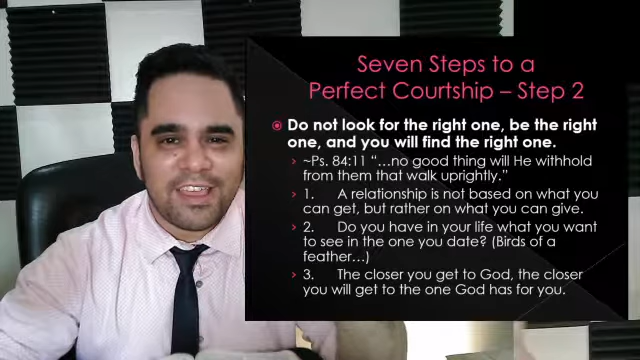 Seven Steps to a
Perfect Courtship – Step 2
Do not look for the right one, be the right
one, and you will find the right one.
~Ps. 84:11 “…no good thing will He withhold
from them that walk uprightly.”
1. A relationship is not based on what you
can get, but rather on what you can give.
2. Do you have in your life what you want
to see in the one you date? (Birds of a
feather…)
3. The closer you get to God, the closer
you will get to the one God has for you.